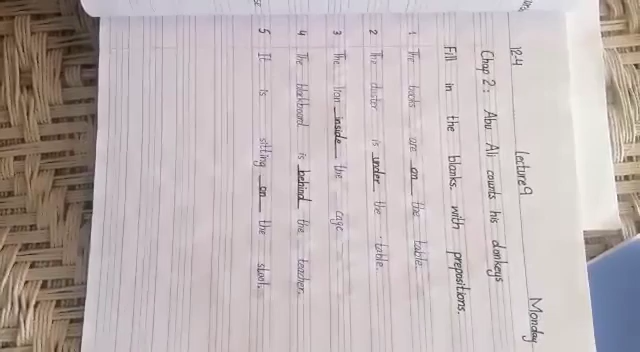 12-4 Lecture 9 Monday
Chap 2: Abu Ali counts his donkeys
Fill in the blanks with prepositions.
1 The books are on the table.
2 The duster is under the table.
3 The lion inside the cage
4 The blackboard is behind the teacher.
5 It is sitting on the stool.